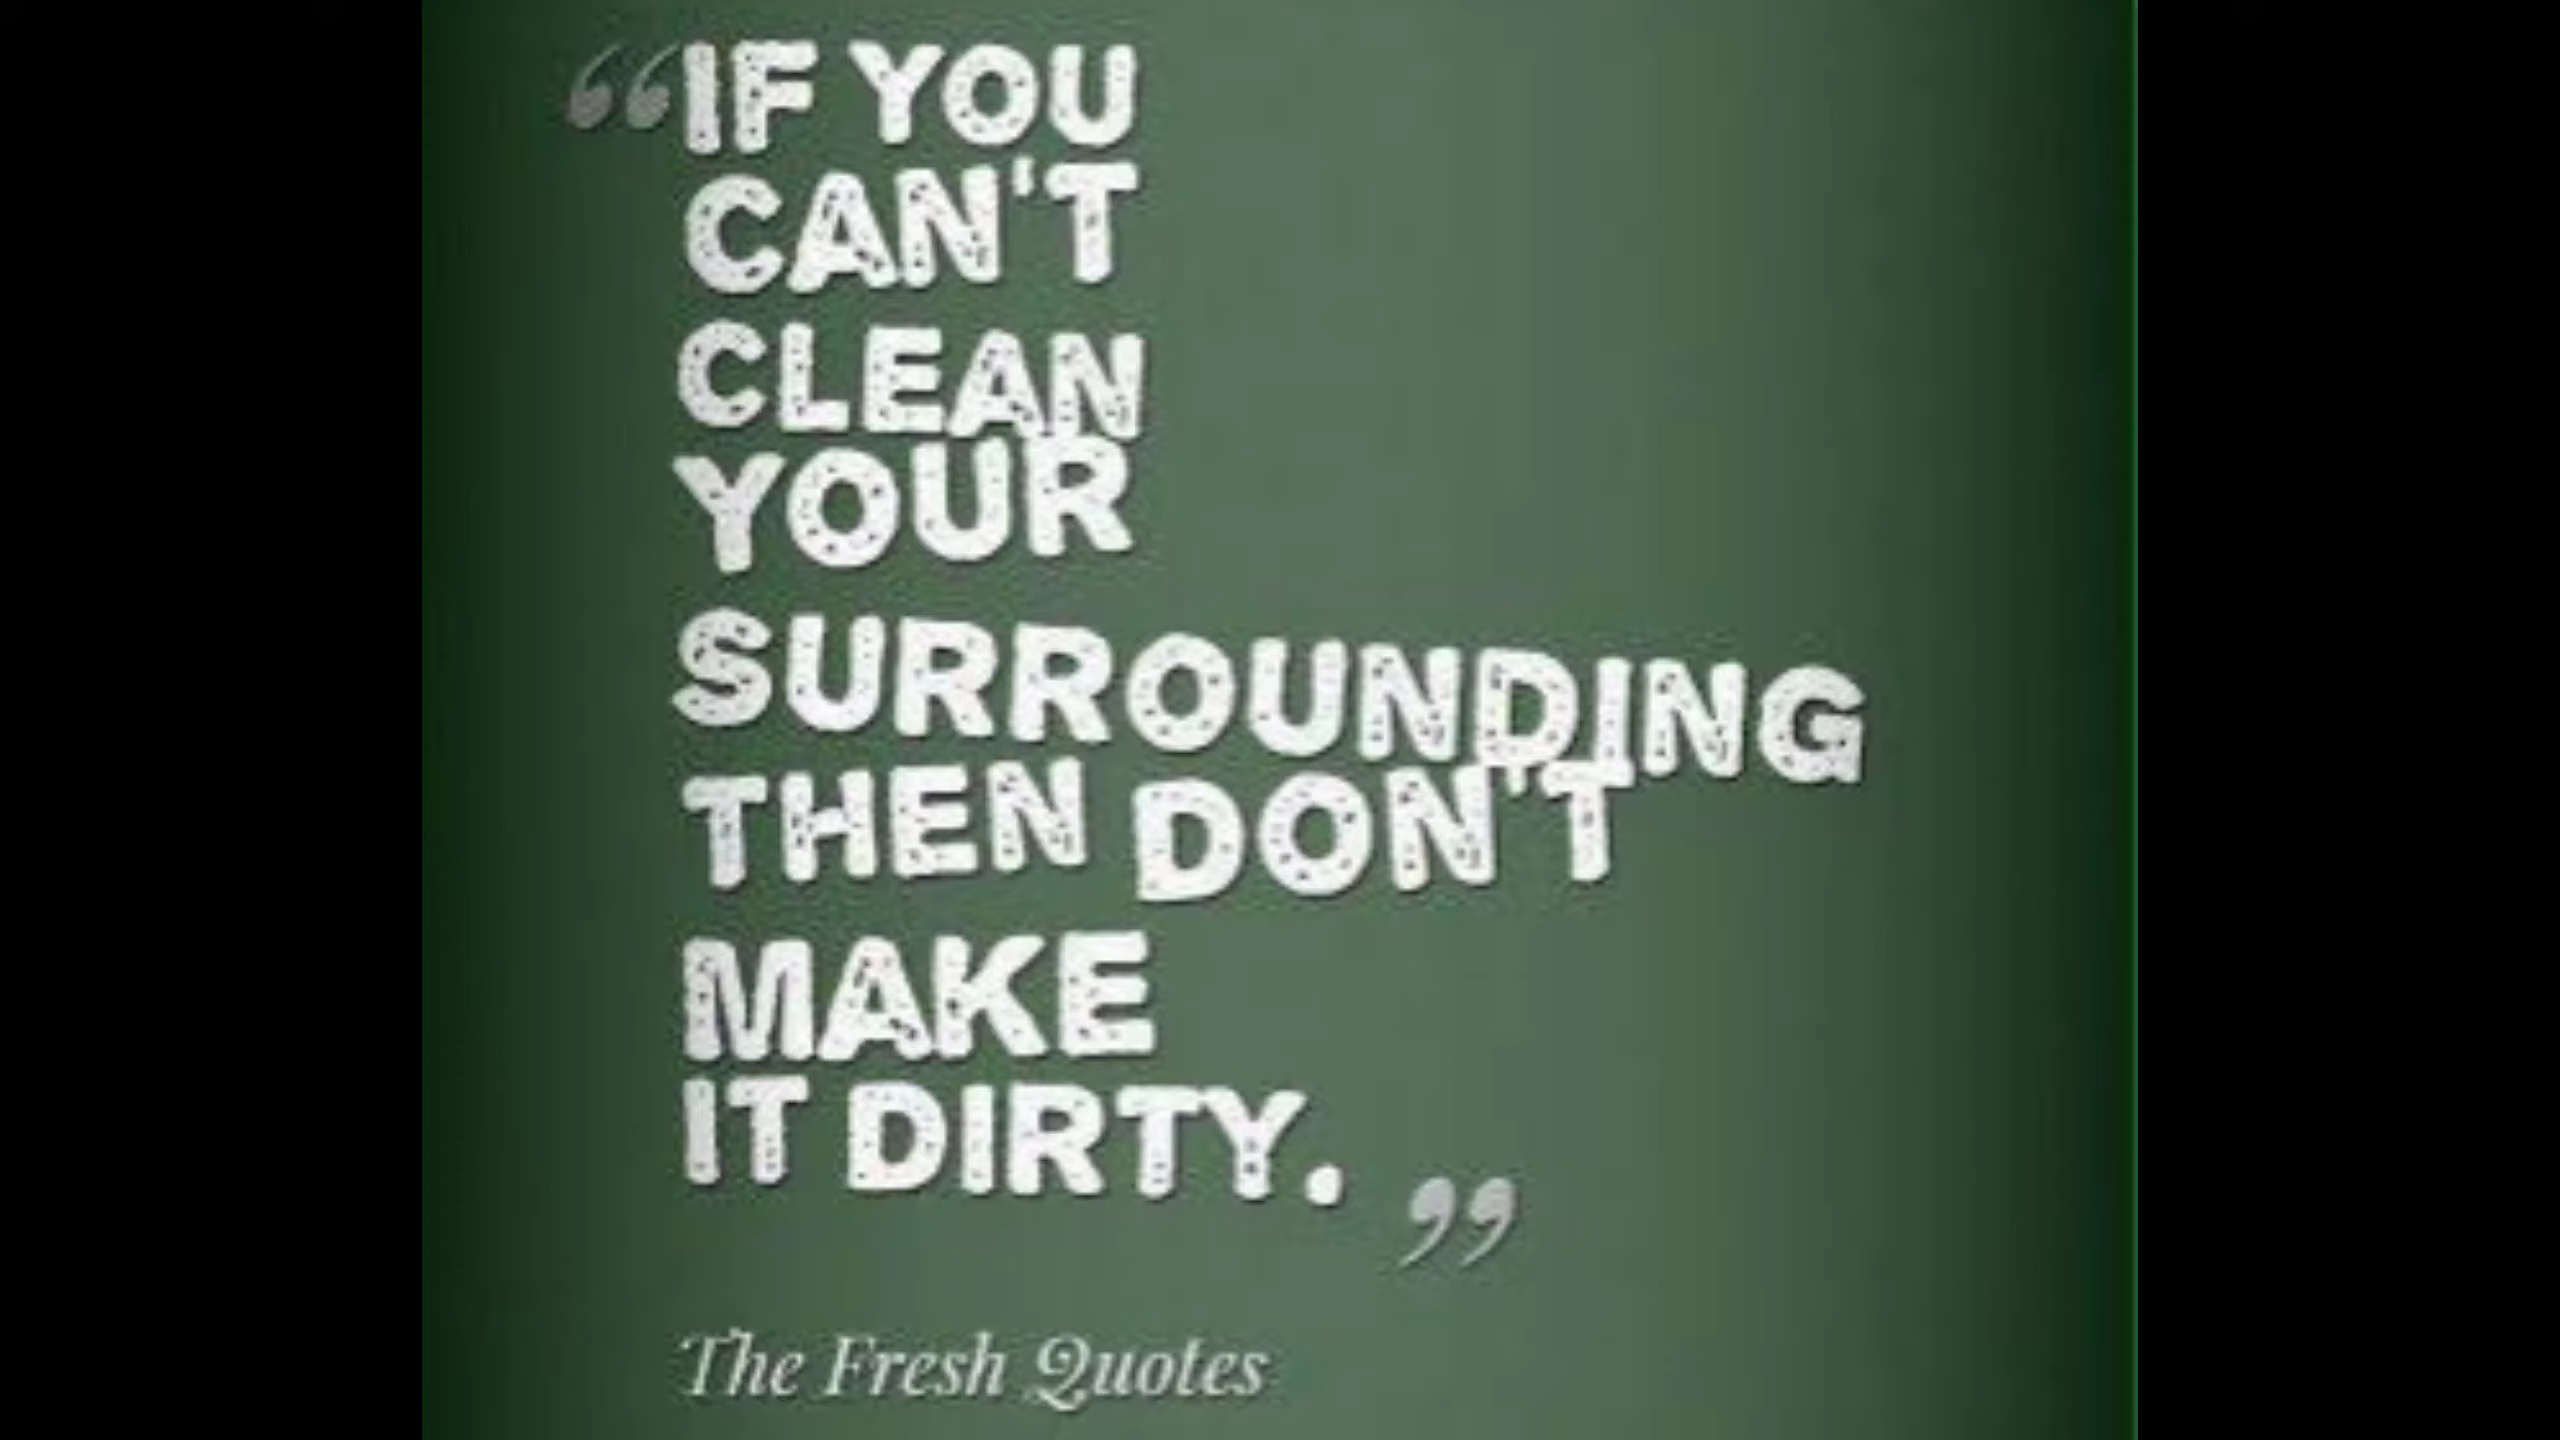 “IF YOU
CAN'T
CLEAN
YOUR
SURROUNDING
THEN DON'T
MAKE
IT DIRTY.”
The Fresh Quotes